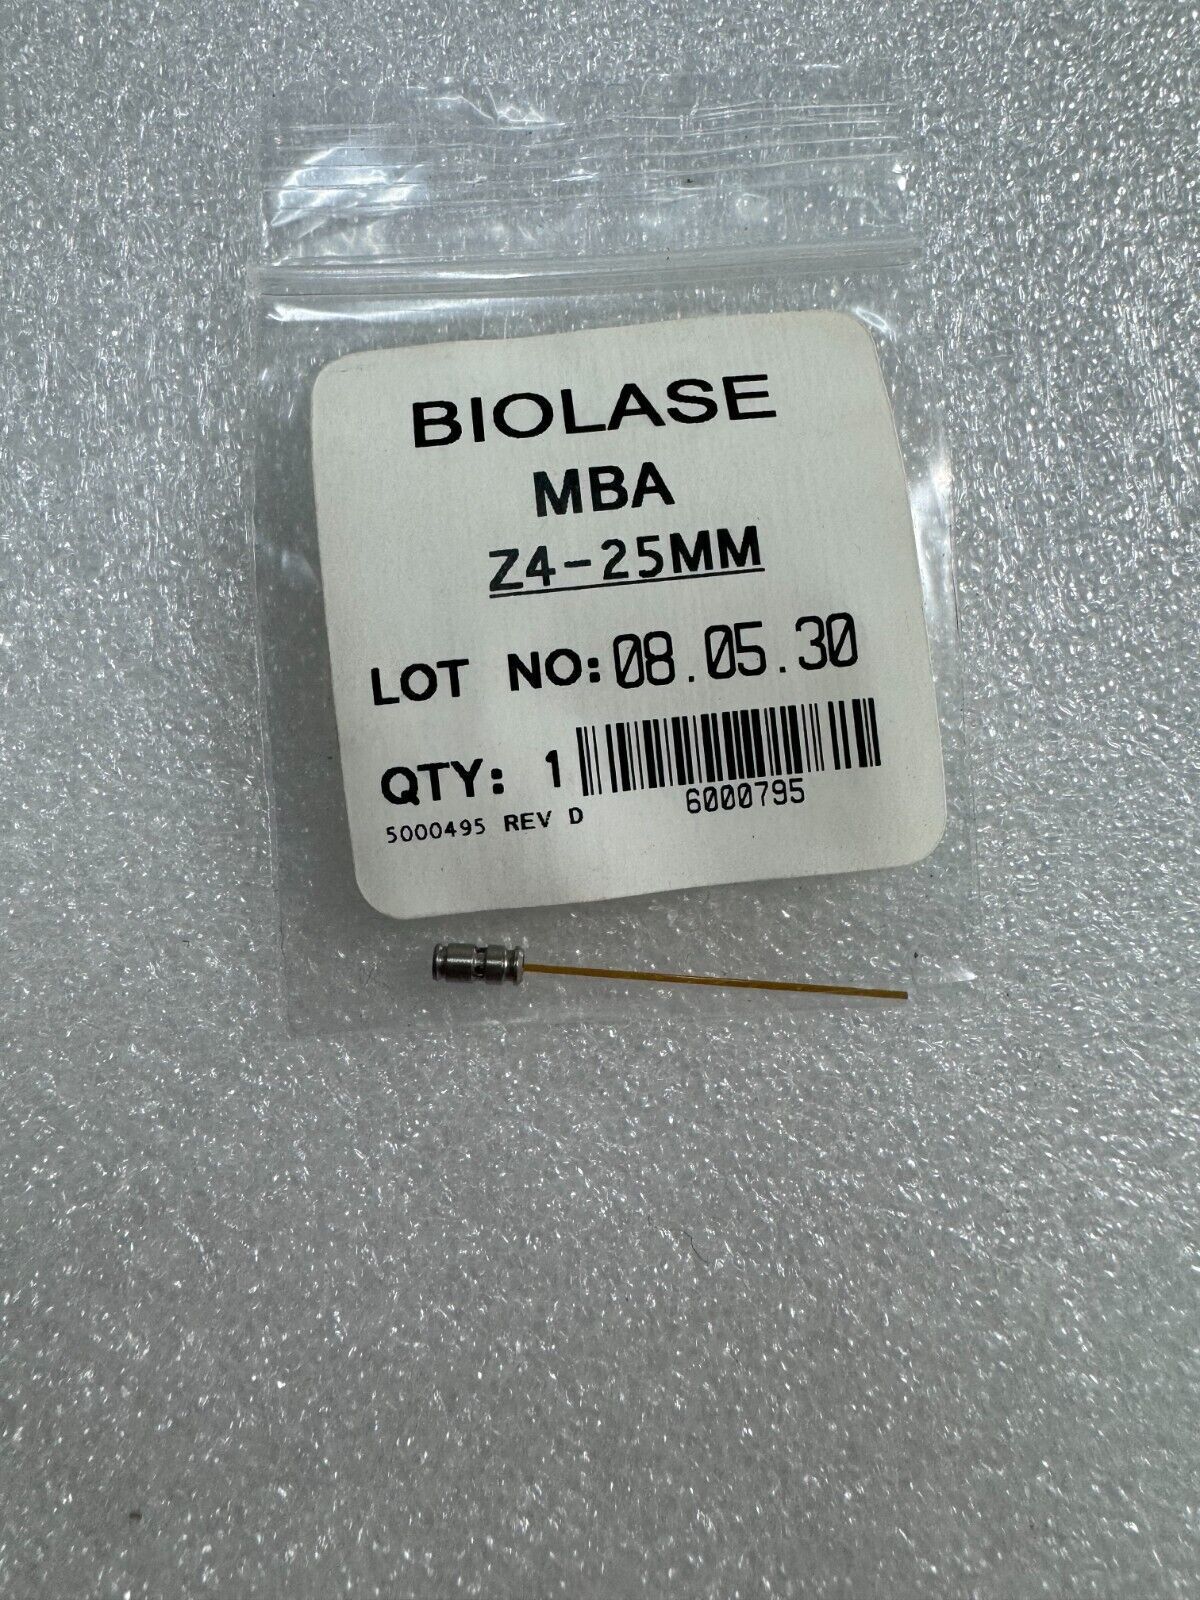 BIOLASE
MBA
Z4-25MM
LOT NO: 08.05.30
QTY: 1
6000795
5000495 REV D